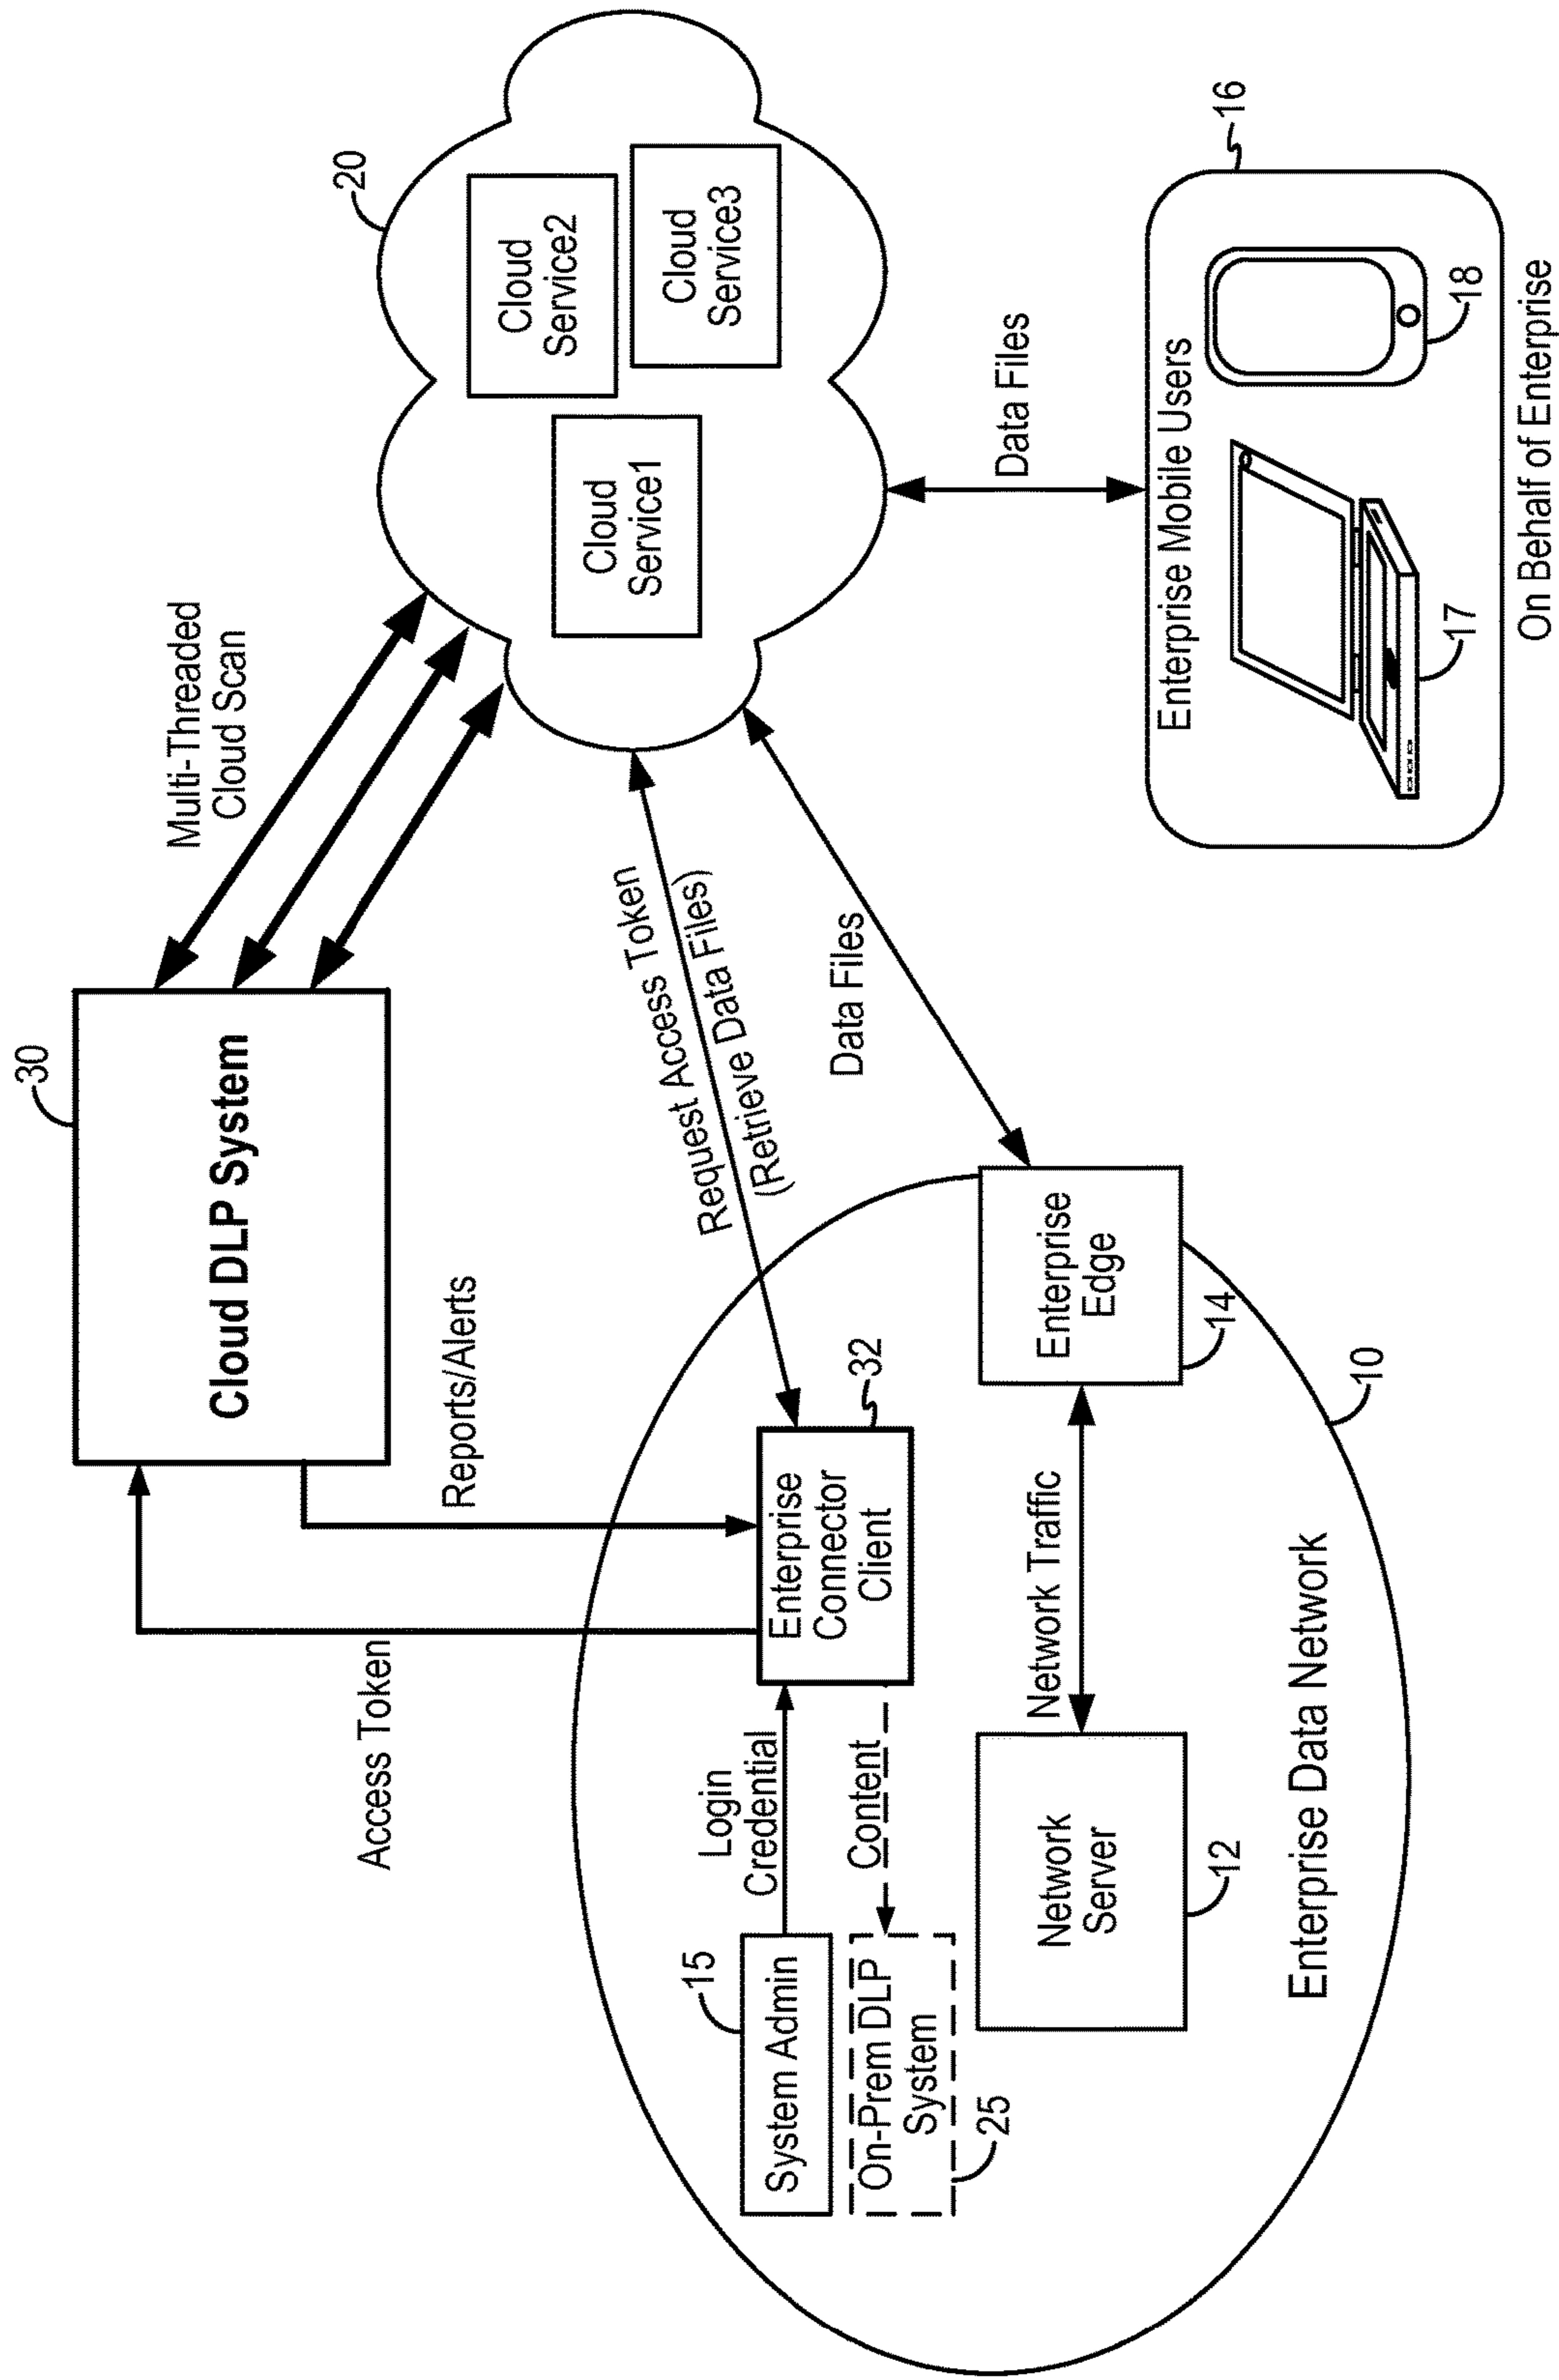 30
Cloud DLP System
Multi-Threaded
Cloud Scan
20
Cloud
Service1
Cloud
Service2
Cloud
Service3
Access Token
Reports/Alerts
Request Access Token
(Retrieve Data Files)
Data Files
Data Files
15
System Admin
Login
Credential
Enterprise
Connector
Client
32
On-Prem DLP
System
25
Content
Network
Server
12
Network Traffic
Enterprise
Edge
14
Enterprise Data Network
10
16
Enterprise Mobile Users
17
18
On Behalf of Enterprise